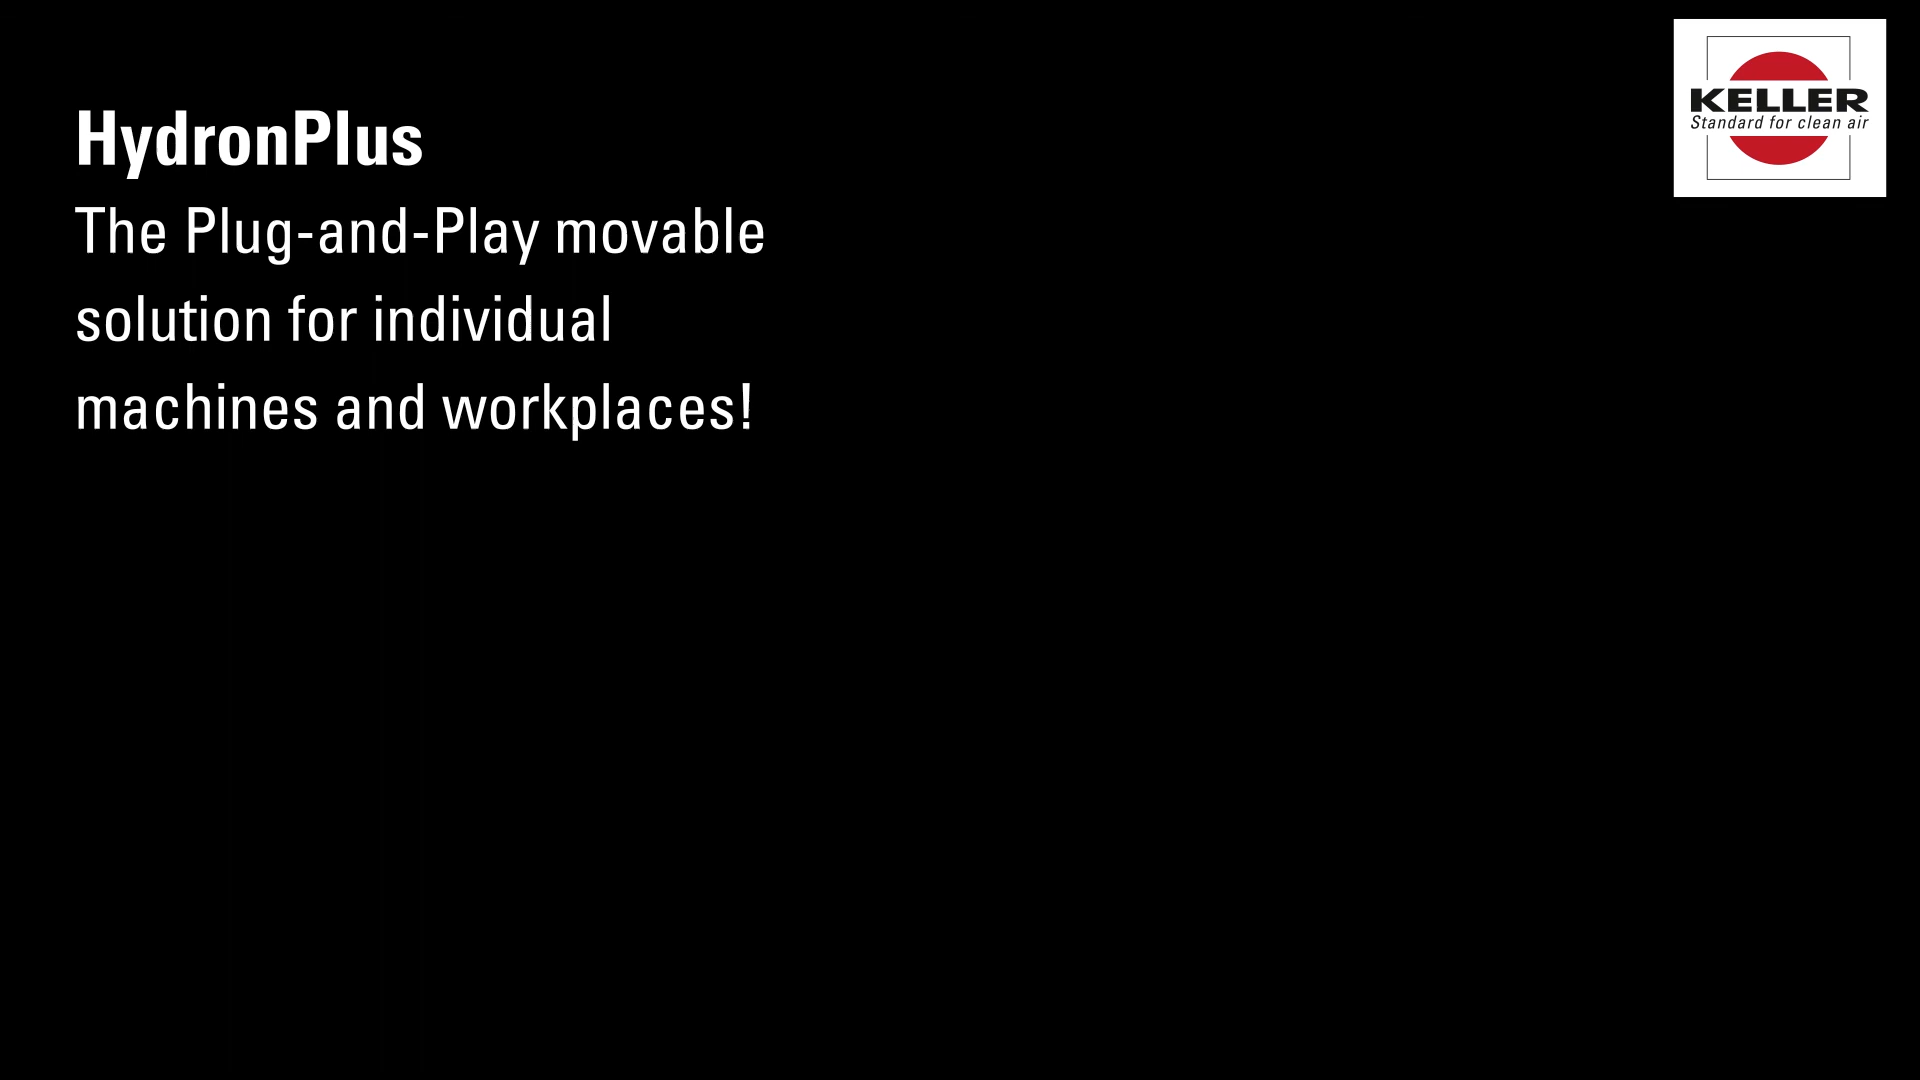 HydronPlus
The Plug-and-Play movable
solution for individual
machines and workplaces!
KELLER
Standard for clean air